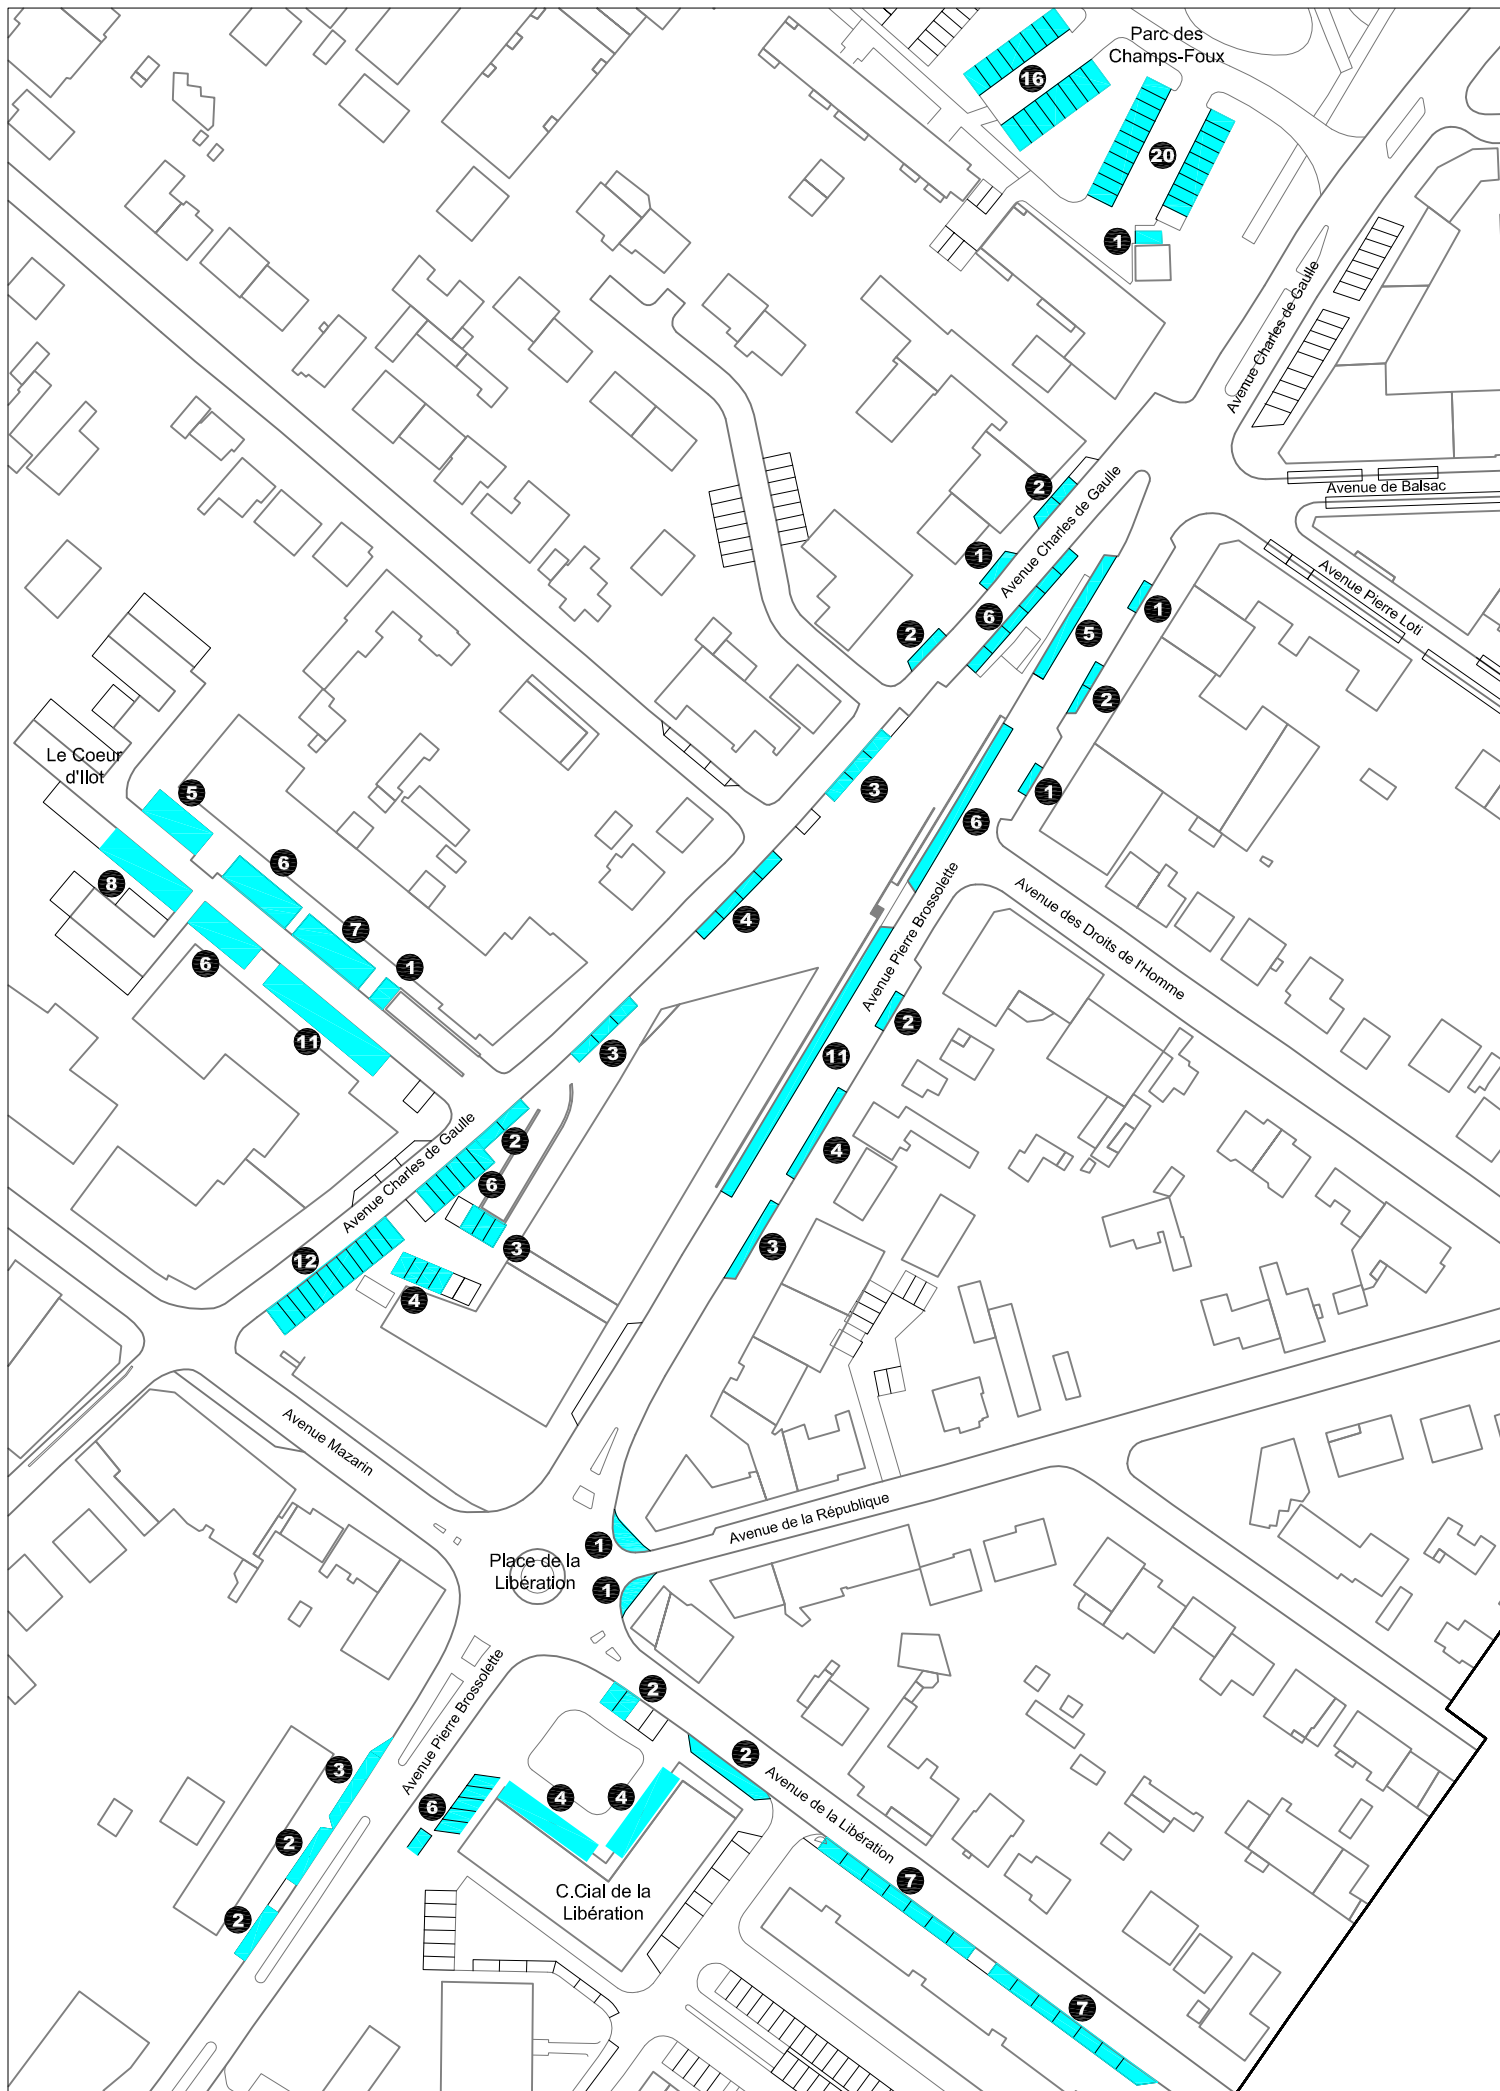 Parc des
Champs-Foux
16
20
1
Avenue Charles de Gaulle
Avenue de Balsac
Avenue Pierre Loti
2
Avenue Charles de Gaulle
1
6
2
5
1
2
Le Coeur
d'Ilot
5
3
1
6
6
8
7
4
Avenue Pierre Brossolette
Avenue des Droits de l'Homme
6
1
11
3
2
11
Avenue Charles de Gaulle
2
6
4
12
3
4
3
Avenue Mazarin
Avenue de la République
1
Place de la
Libération
1
Avenue Pierre Brossolette
2
2
3
6
4
4
Avenue de la Libération
2
7
C.Cial de la
Libération
2
7